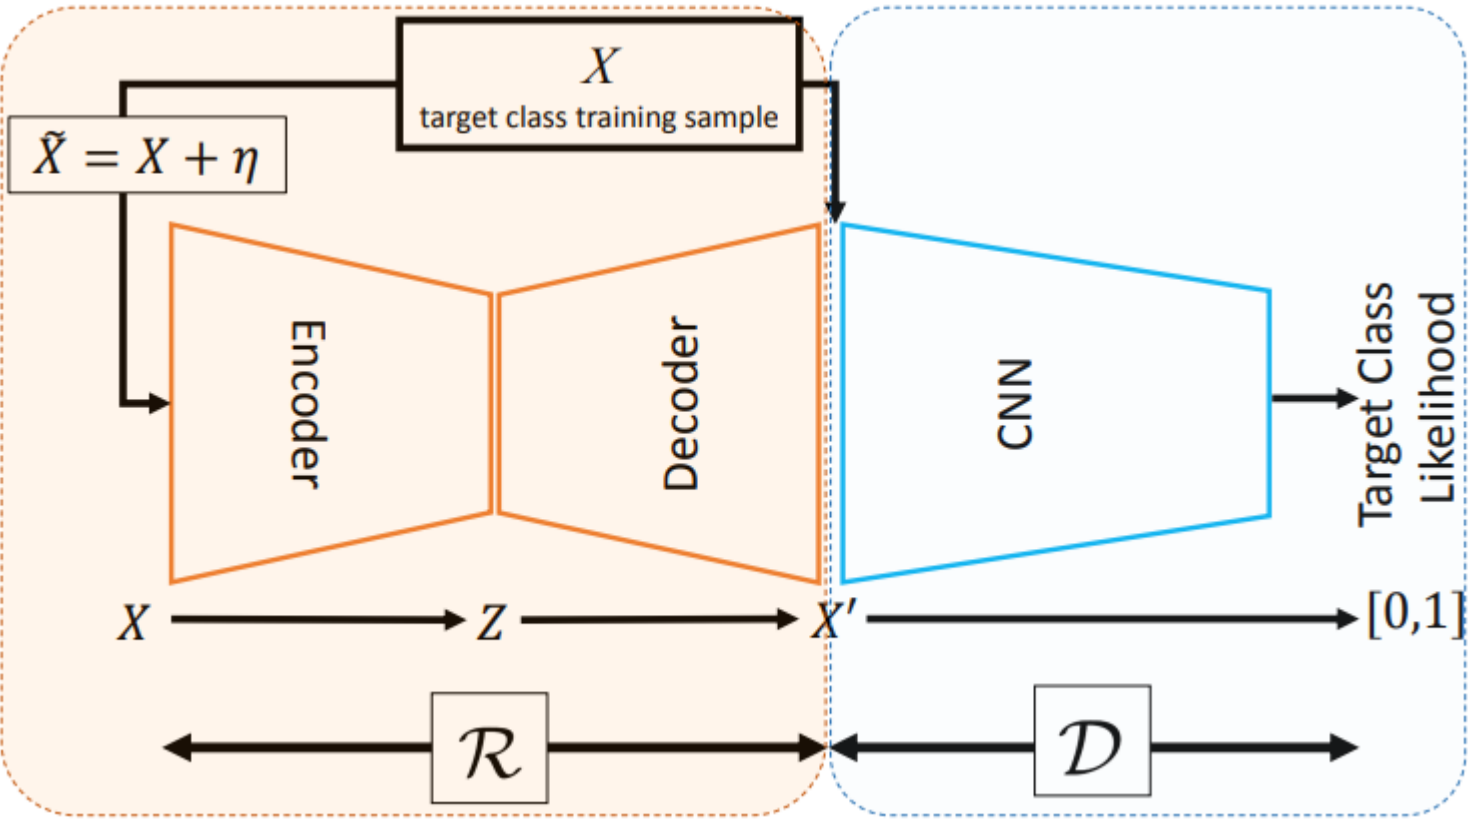 X
target class training sample
X̃ = X + η
Encoder
Decoder
CNN
Target Class
Likelihood
X
Z
X′
[0,1]
ℛ
𝒟